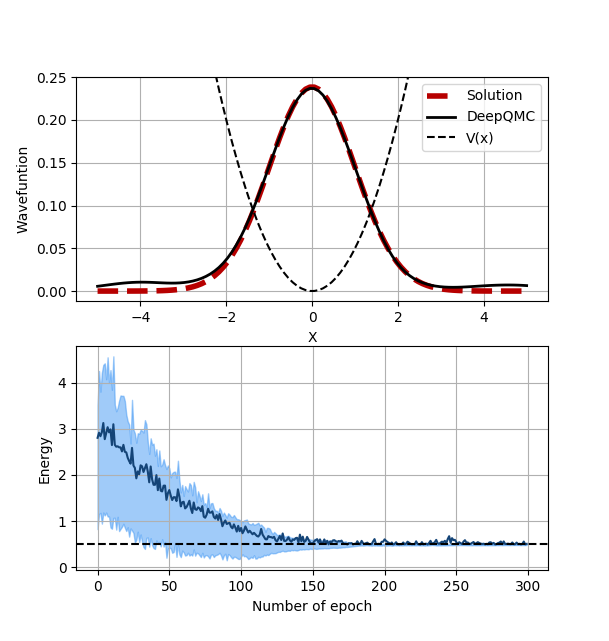 0.25
0.20
0.15
0.10
0.05
0.00
Wavefuntion
Solution
DeepQMC
V(x)
−4 −2 0 2 4
X
4
3
2
1
0
Energy
0 50 100 150 200 250 300
Number of epoch